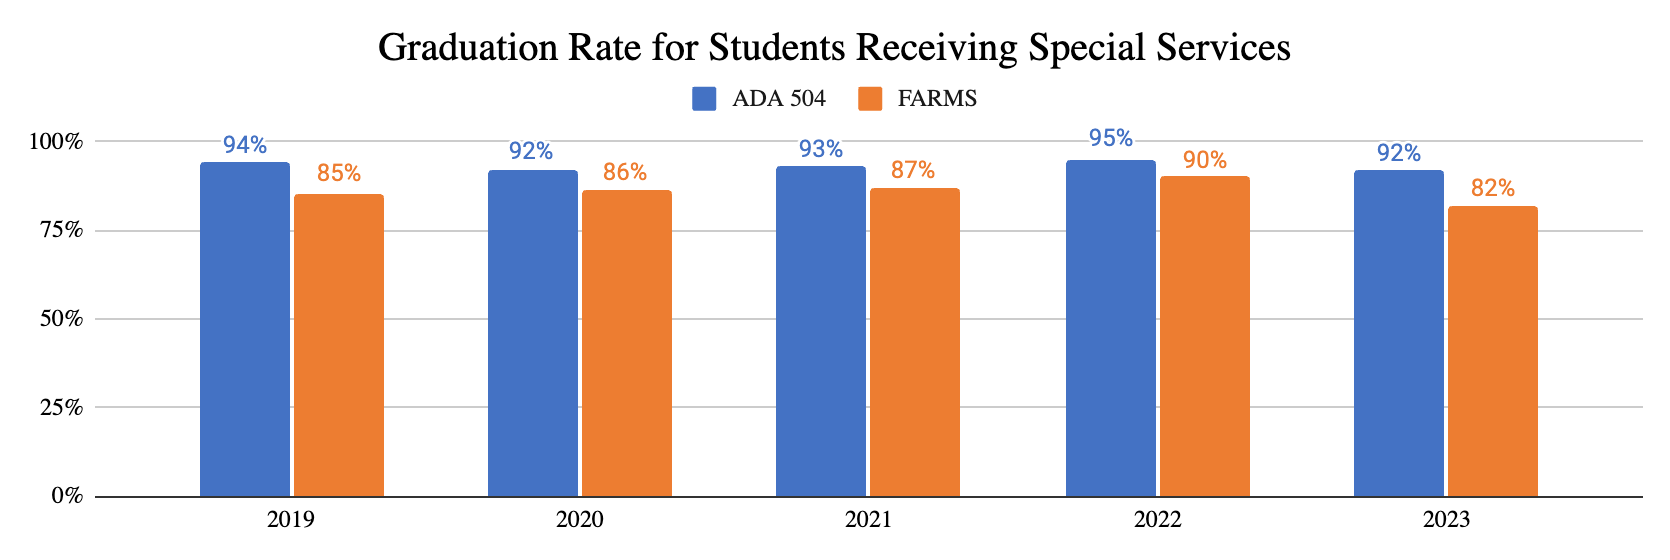 Graduation Rate for Students Receiving Special Services
ADA 504 FARMS
100%
75%
50%
25%
0%
94% 85% 92% 86% 93% 87% 95% 90% 92% 82%
2019 2020 2021 2022 2023